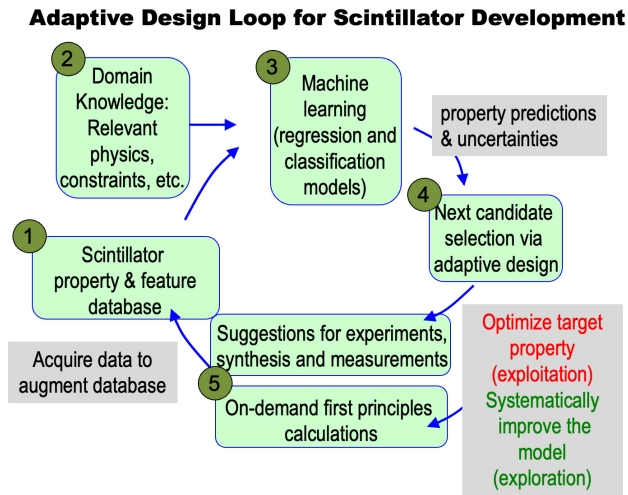 Adaptive Design Loop for Scintillator Development
2
Domain
Knowledge:
Relevant
physics,
constraints, etc.
3
Machine
learning
(regression and
classification
models)
property predictions
& uncertainties
4
Next candidate
selection via
adaptive design
1
Scintillator
property & feature
database
Suggestions for experiments,
synthesis and measurements
Optimize target
property
(exploitation)
Systematically
improve the
model
(exploration)
Acquire data to
augment database
5
On-demand first principles
calculations